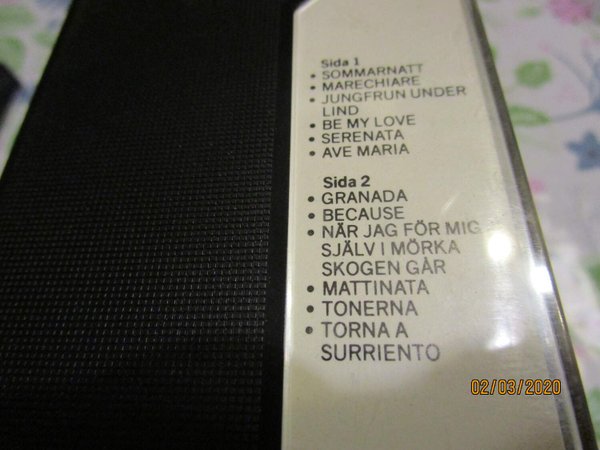 Sida 1
• SOMMARNATT
• MARECHIARE
• JUNGFRUN UNDER
LIND
• BE MY LOVE
• SERENATA
• AVE MARIA
Sida 2
• GRANADA
• BECAUSE
• NÄR JAG FÖR MIG
SJÄLV I MÖRKA
SKOGEN GÅR
• MATTINATA
• TONERNA
• TORNA A
SURRIENTO
02/03/2020